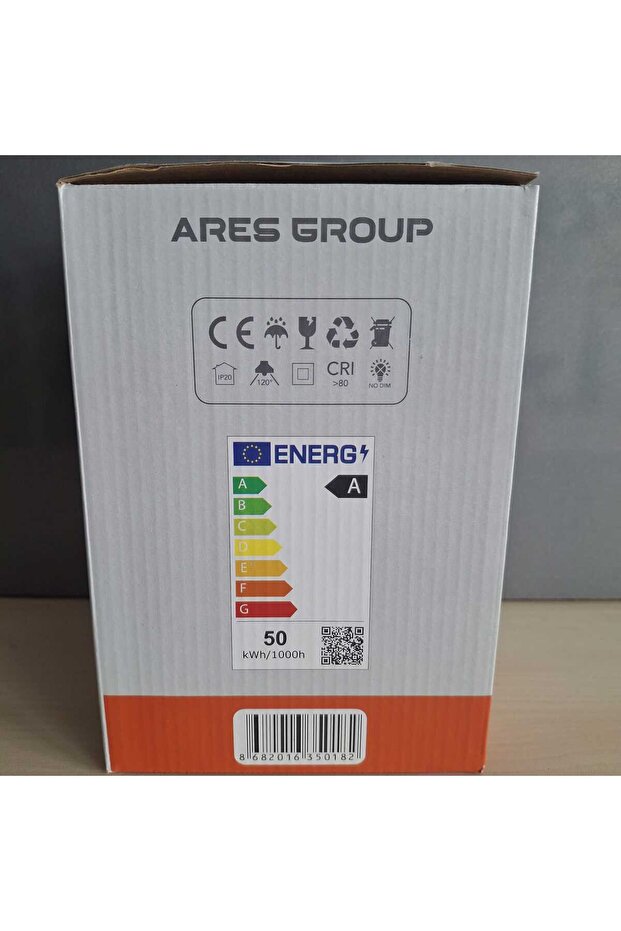 ARES GROUP
CE
IP20
120°
CRI
>80
NO DIM
ENERG
A
A
B
C
D
E
F
G
50
kWh/1000h
8 682016 350182